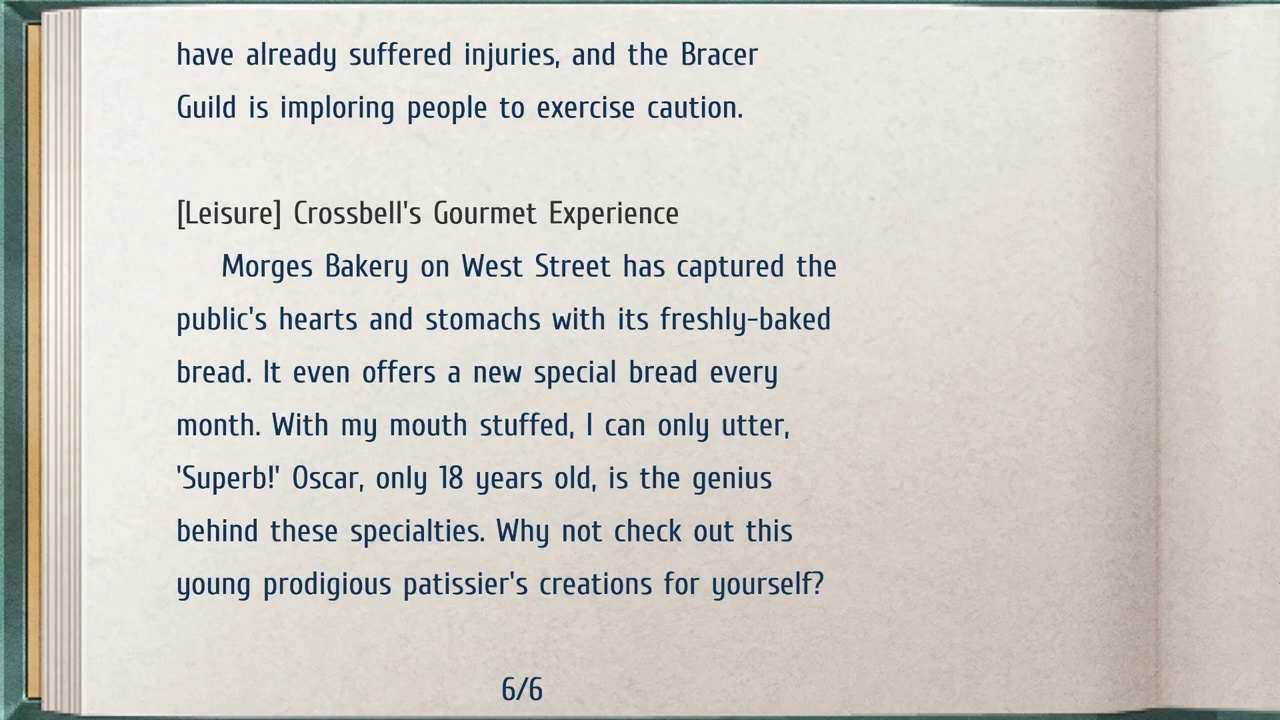 have already suffered injuries, and the Bracer
Guild is imploring people to exercise caution.
[Leisure] Crossbell's Gourmet Experience
Morges Bakery on West Street has captured the
public's hearts and stomachs with its freshly-baked
bread. It even offers a new special bread every
month. With my mouth stuffed, I can only utter,
'Superb!' Oscar, only 18 years old, is the genius
behind these specialties. Why not check out this
young prodigious patissier's creations for yourself?
6/6